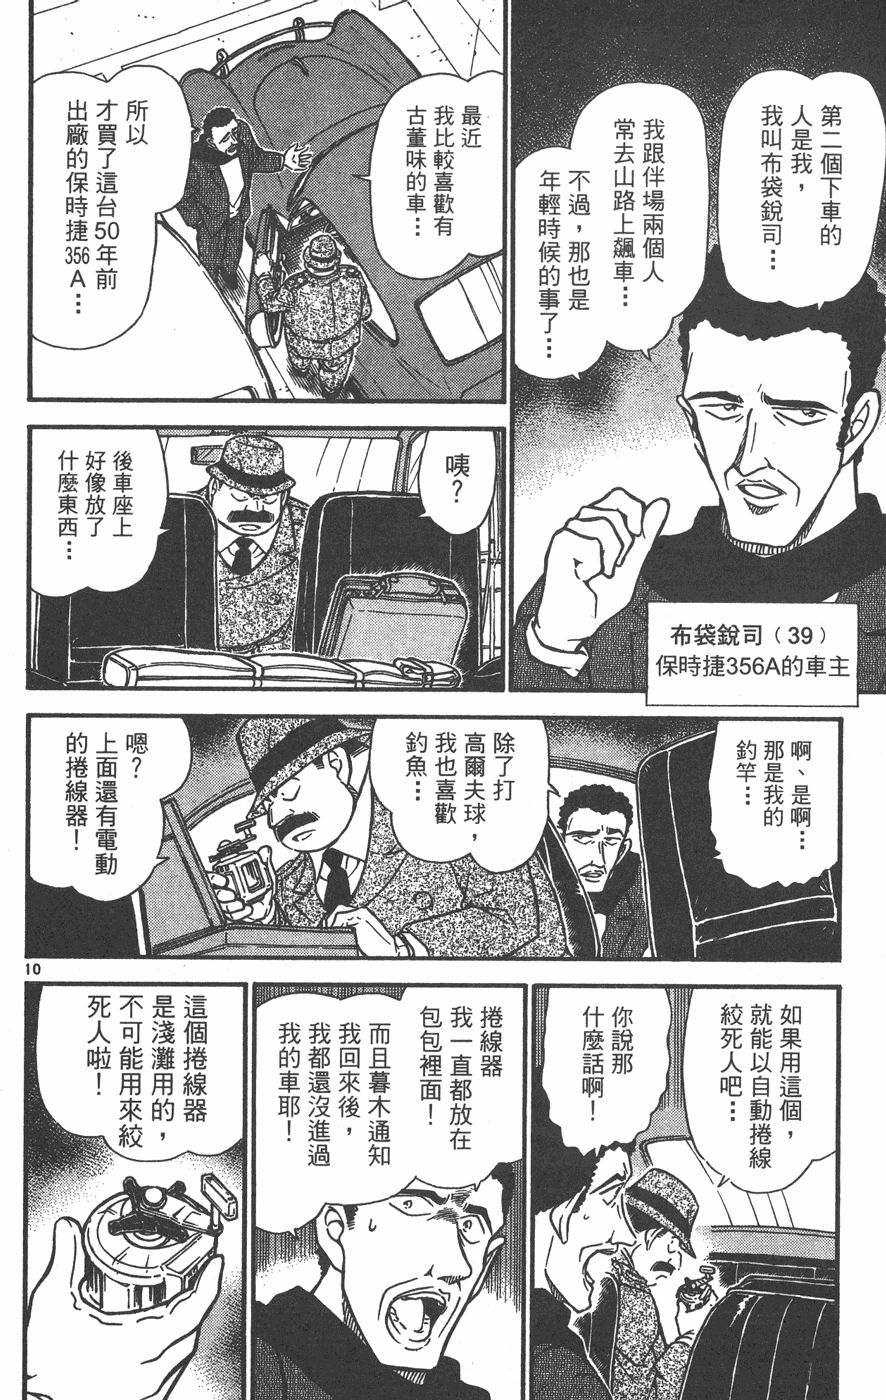 第二個下車的
人是我，
我叫布袋銳司…
我跟伴場兩個人
常去山路上飆車…
不過，那也是
年輕時候的事了…
布袋銳司（39）
保時捷356A的車主
最近
我比較喜歡有
古董味的車…
所以
才買了這台50年前
出廠的保時捷
356A…
咦？
後車座上
好像放了
什麼東西…
啊、是啊…
那是我的
釣竿…
除了打
高爾夫球，
我也喜歡
釣魚…
嗯？
上面還有電動
的捲線器！
10
如果用這個，
就能以自動捲線
絞死人吧…
你說那
什麼話啊！
捲線器
我一直都放在
包包裡面！
而且暮木通知
我回來後，
我都還沒進過
我的車耶！
這個捲線器
是淺灘用的，
不可能用來絞
死人啦！